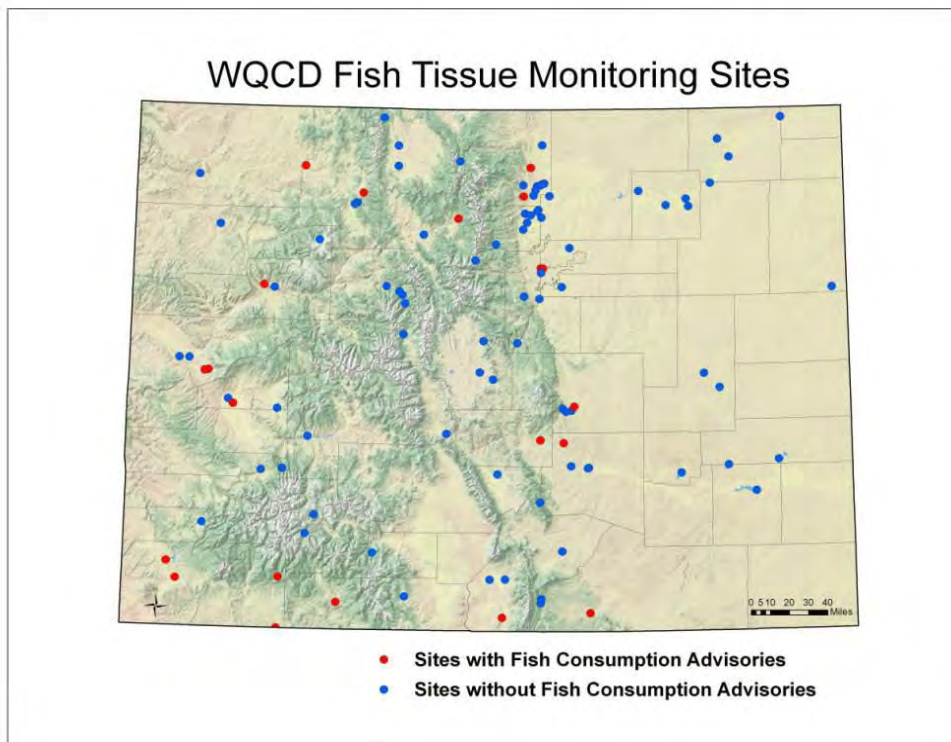 WQCD Fish Tissue Monitoring Sites
0 5 10 20 30 40
Miles
Sites with Fish Consumption Advisories
Sites without Fish Consumption Advisories